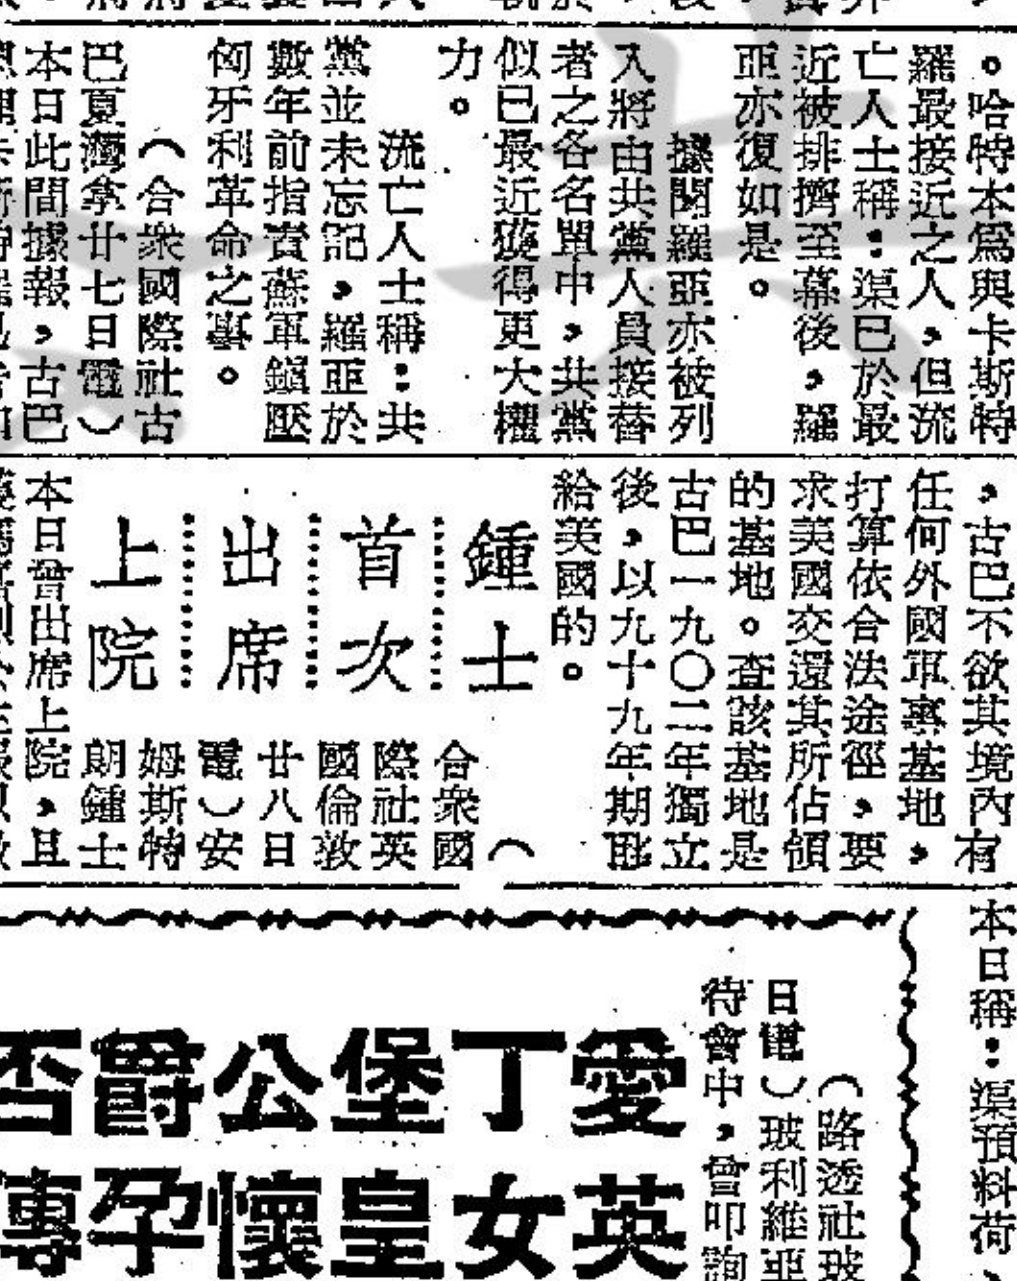 。哈特本為與卡斯特
羅最接近之人，但流
亡人士稱：渠已於最
近被排擠至幕後，羅
亞亦復如是。
據聞羅亞亦被列
入將由共黨人員接替
者之各名單中，共黨
似已最近獲得更大權
力。
流亡人士稱：共
黨並未忘記，羅亞於
數年前指責蘇軍鎮壓
匈牙利革命之事。
（合衆國際社古
巴夏灣拿廿七日電）
本日此間據報，古巴
，古巴不欲其境內有
任何外國軍事基地，
打算依合法途徑，要
求美國交還其所佔領
的基地。查該基地是
古巴一九〇二年獨立
後，以九十九年期租
給美國的。
鍾士
首次
出席
上院
（
合衆國
際社英
國倫敦
廿八日
電）安
姆斯特
朗鍾士
本日曾出席上院，且
本日稱：渠預料荷
（路透社玻
日電）玻利維亞
待會中，曾叩詢
愛丁堡公爵否
英女皇懷孕傳